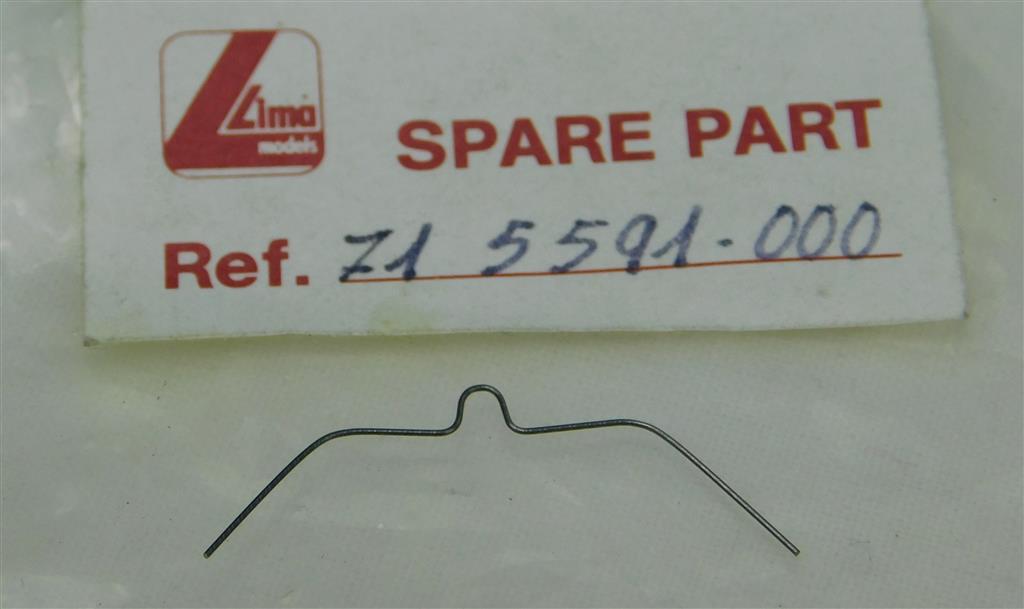 Lima
models
SPARE PART
Ref. Z1 5591-000